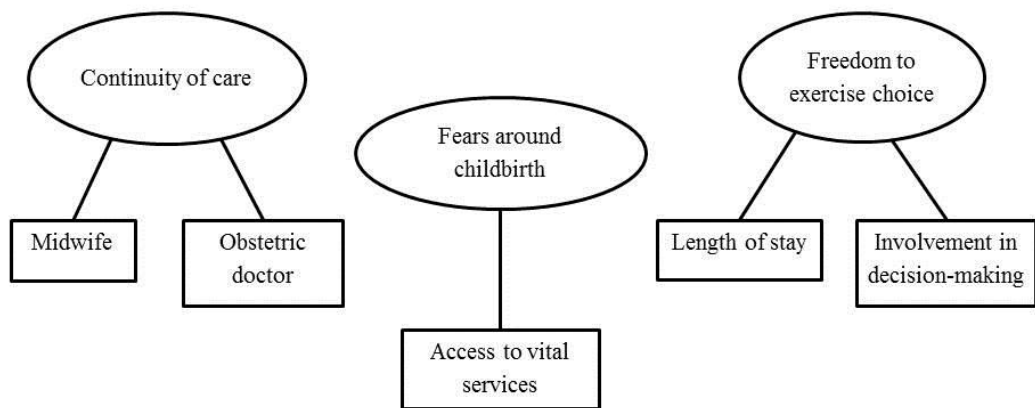 Continuity of care
Midwife
Obstetric
doctor
Fears around
childbirth
Access to vital
services
Freedom to
exercise choice
Length of stay
Involvement in
decision-making